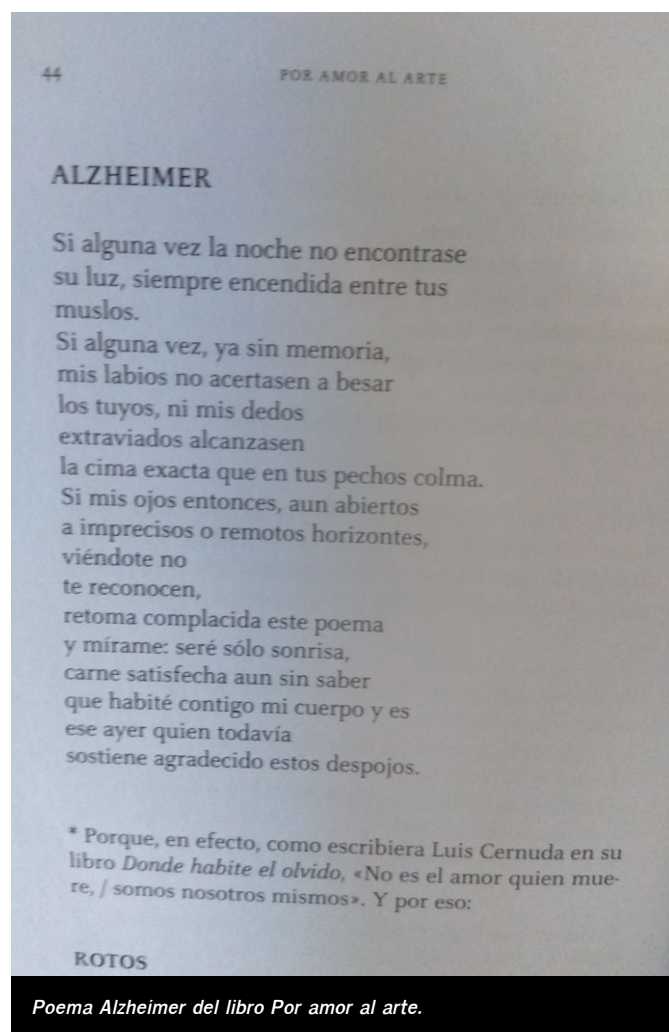 44
POR AMOR AL ARTE
ALZHEIMER
Si alguna vez la noche no encontrase
su luz, siempre encendida entre tus
muslos.
Si alguna vez, ya sin memoria,
mis labios no acertasen a besar
los tuyos, ni mis dedos
extraviados alcanzasen
la cima exacta que en tus pechos colma.
Si mis ojos entonces, aun abiertos
a imprecisos o remotos horizontes,
viéndote no
te reconocen,
retoma complacida este poema
y mírame: seré sólo sonrisa,
carne satisfecha aun sin saber
que habité contigo mi cuerpo y es
ese ayer quien todavía
sostiene agradecido estos despojos.
* Porque, en efecto, como escribiera Luis Cernuda en su
libro Donde habite el olvido, «No es el amor quien mue-
re, / somos nosotros mismos». Y por eso:
ROTOS
Poema Alzheimer del libro Por amor al arte.